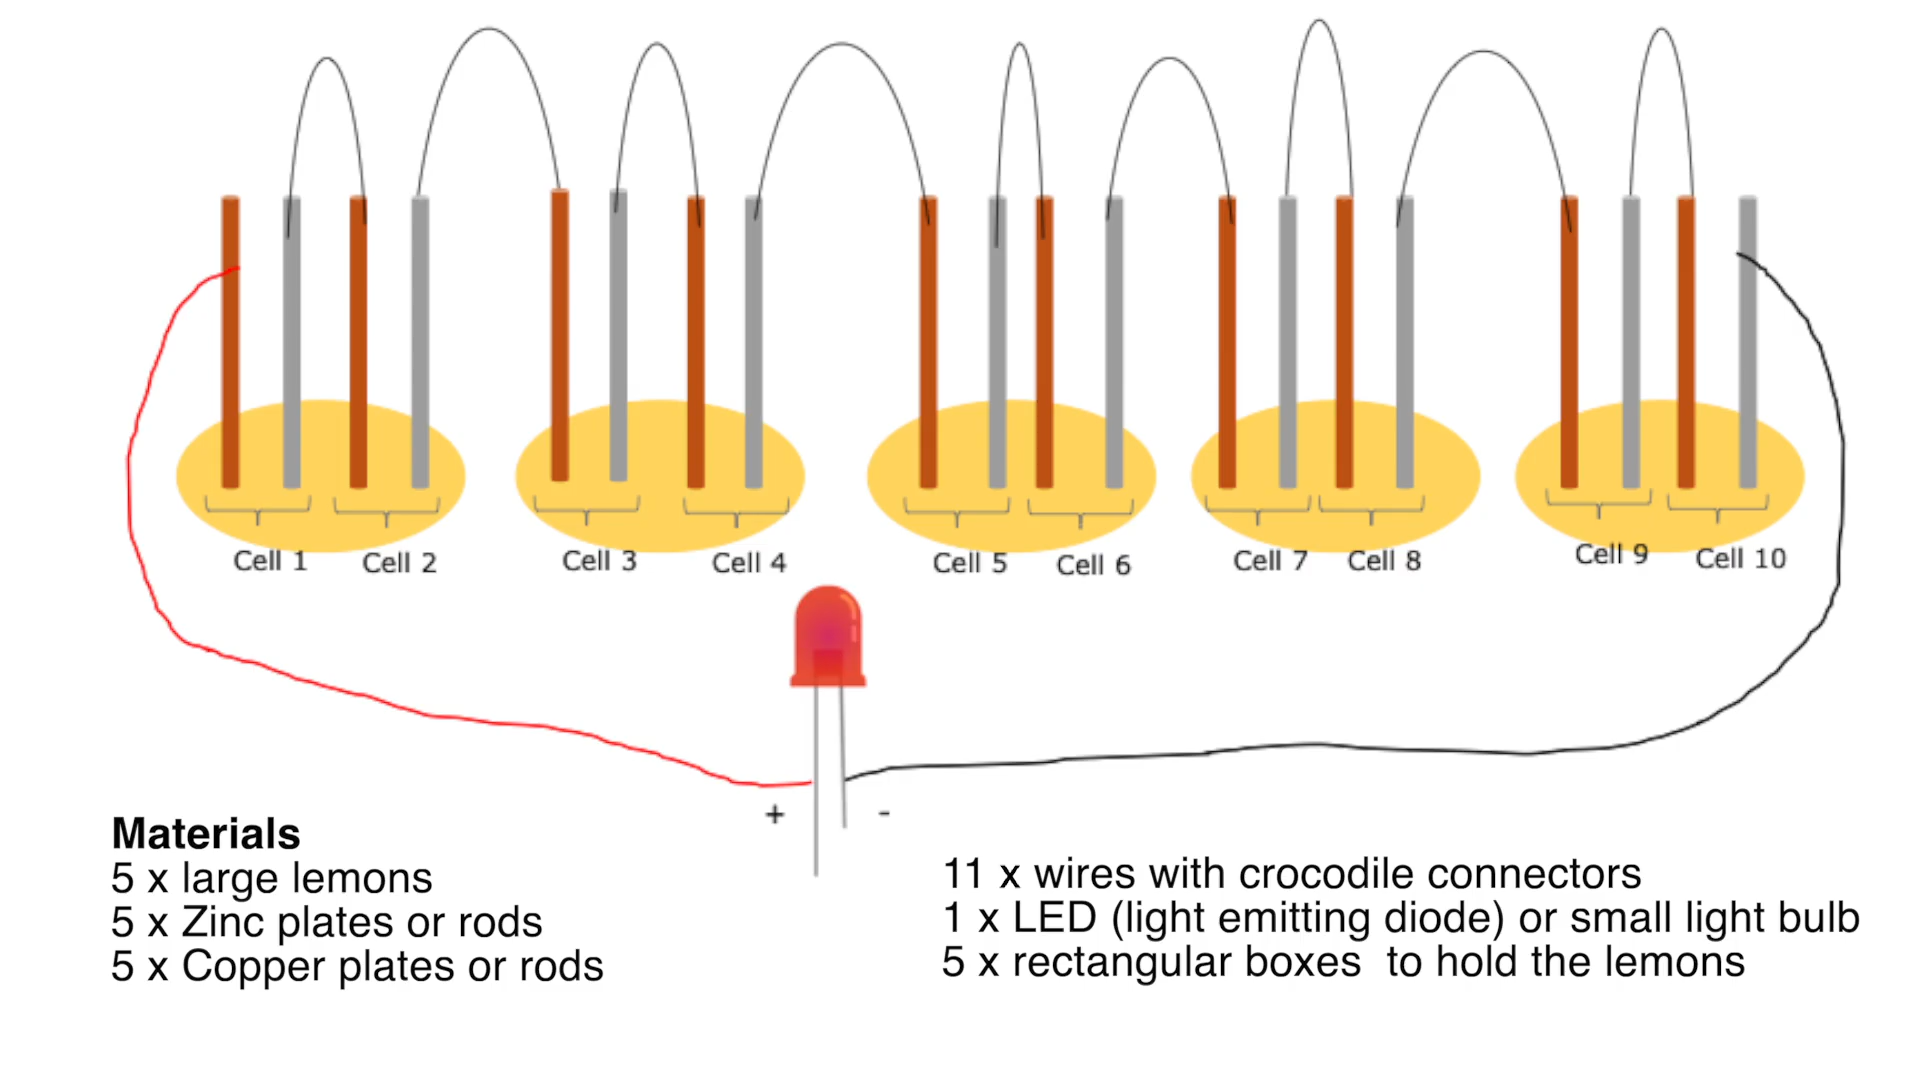 Cell 1
Cell 2
Cell 3
Cell 4
Cell 5
Cell 6
Cell 7
Cell 8
Cell 9
Cell 10
+
-
Materials
5 x large lemons
5 x Zinc plates or rods
5 x Copper plates or rods
11 x wires with crocodile connectors
1 x LED (light emitting diode) or small light bulb
5 x rectangular boxes  to hold the lemons